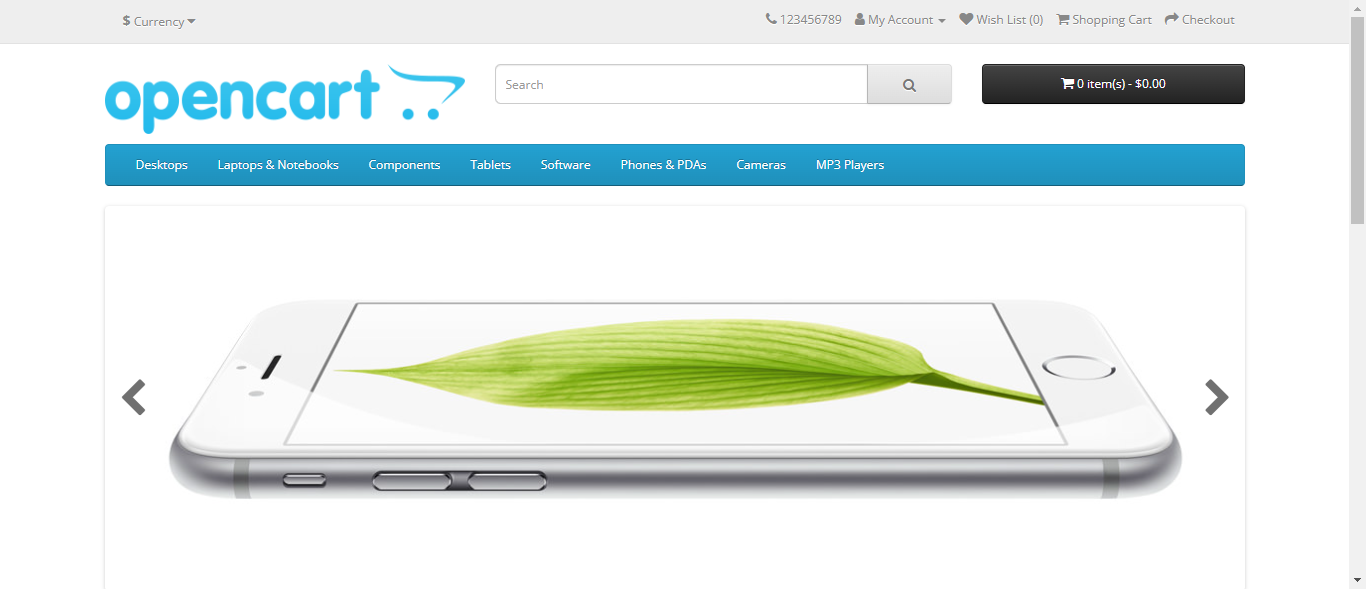 $ Currency
123456789 My Account Wish List (0) Shopping Cart Checkout
opencart
Search
0 item(s) - $0.00
Desktops Laptops & Notebooks Components Tablets Software Phones & PDAs Cameras MP3 Players